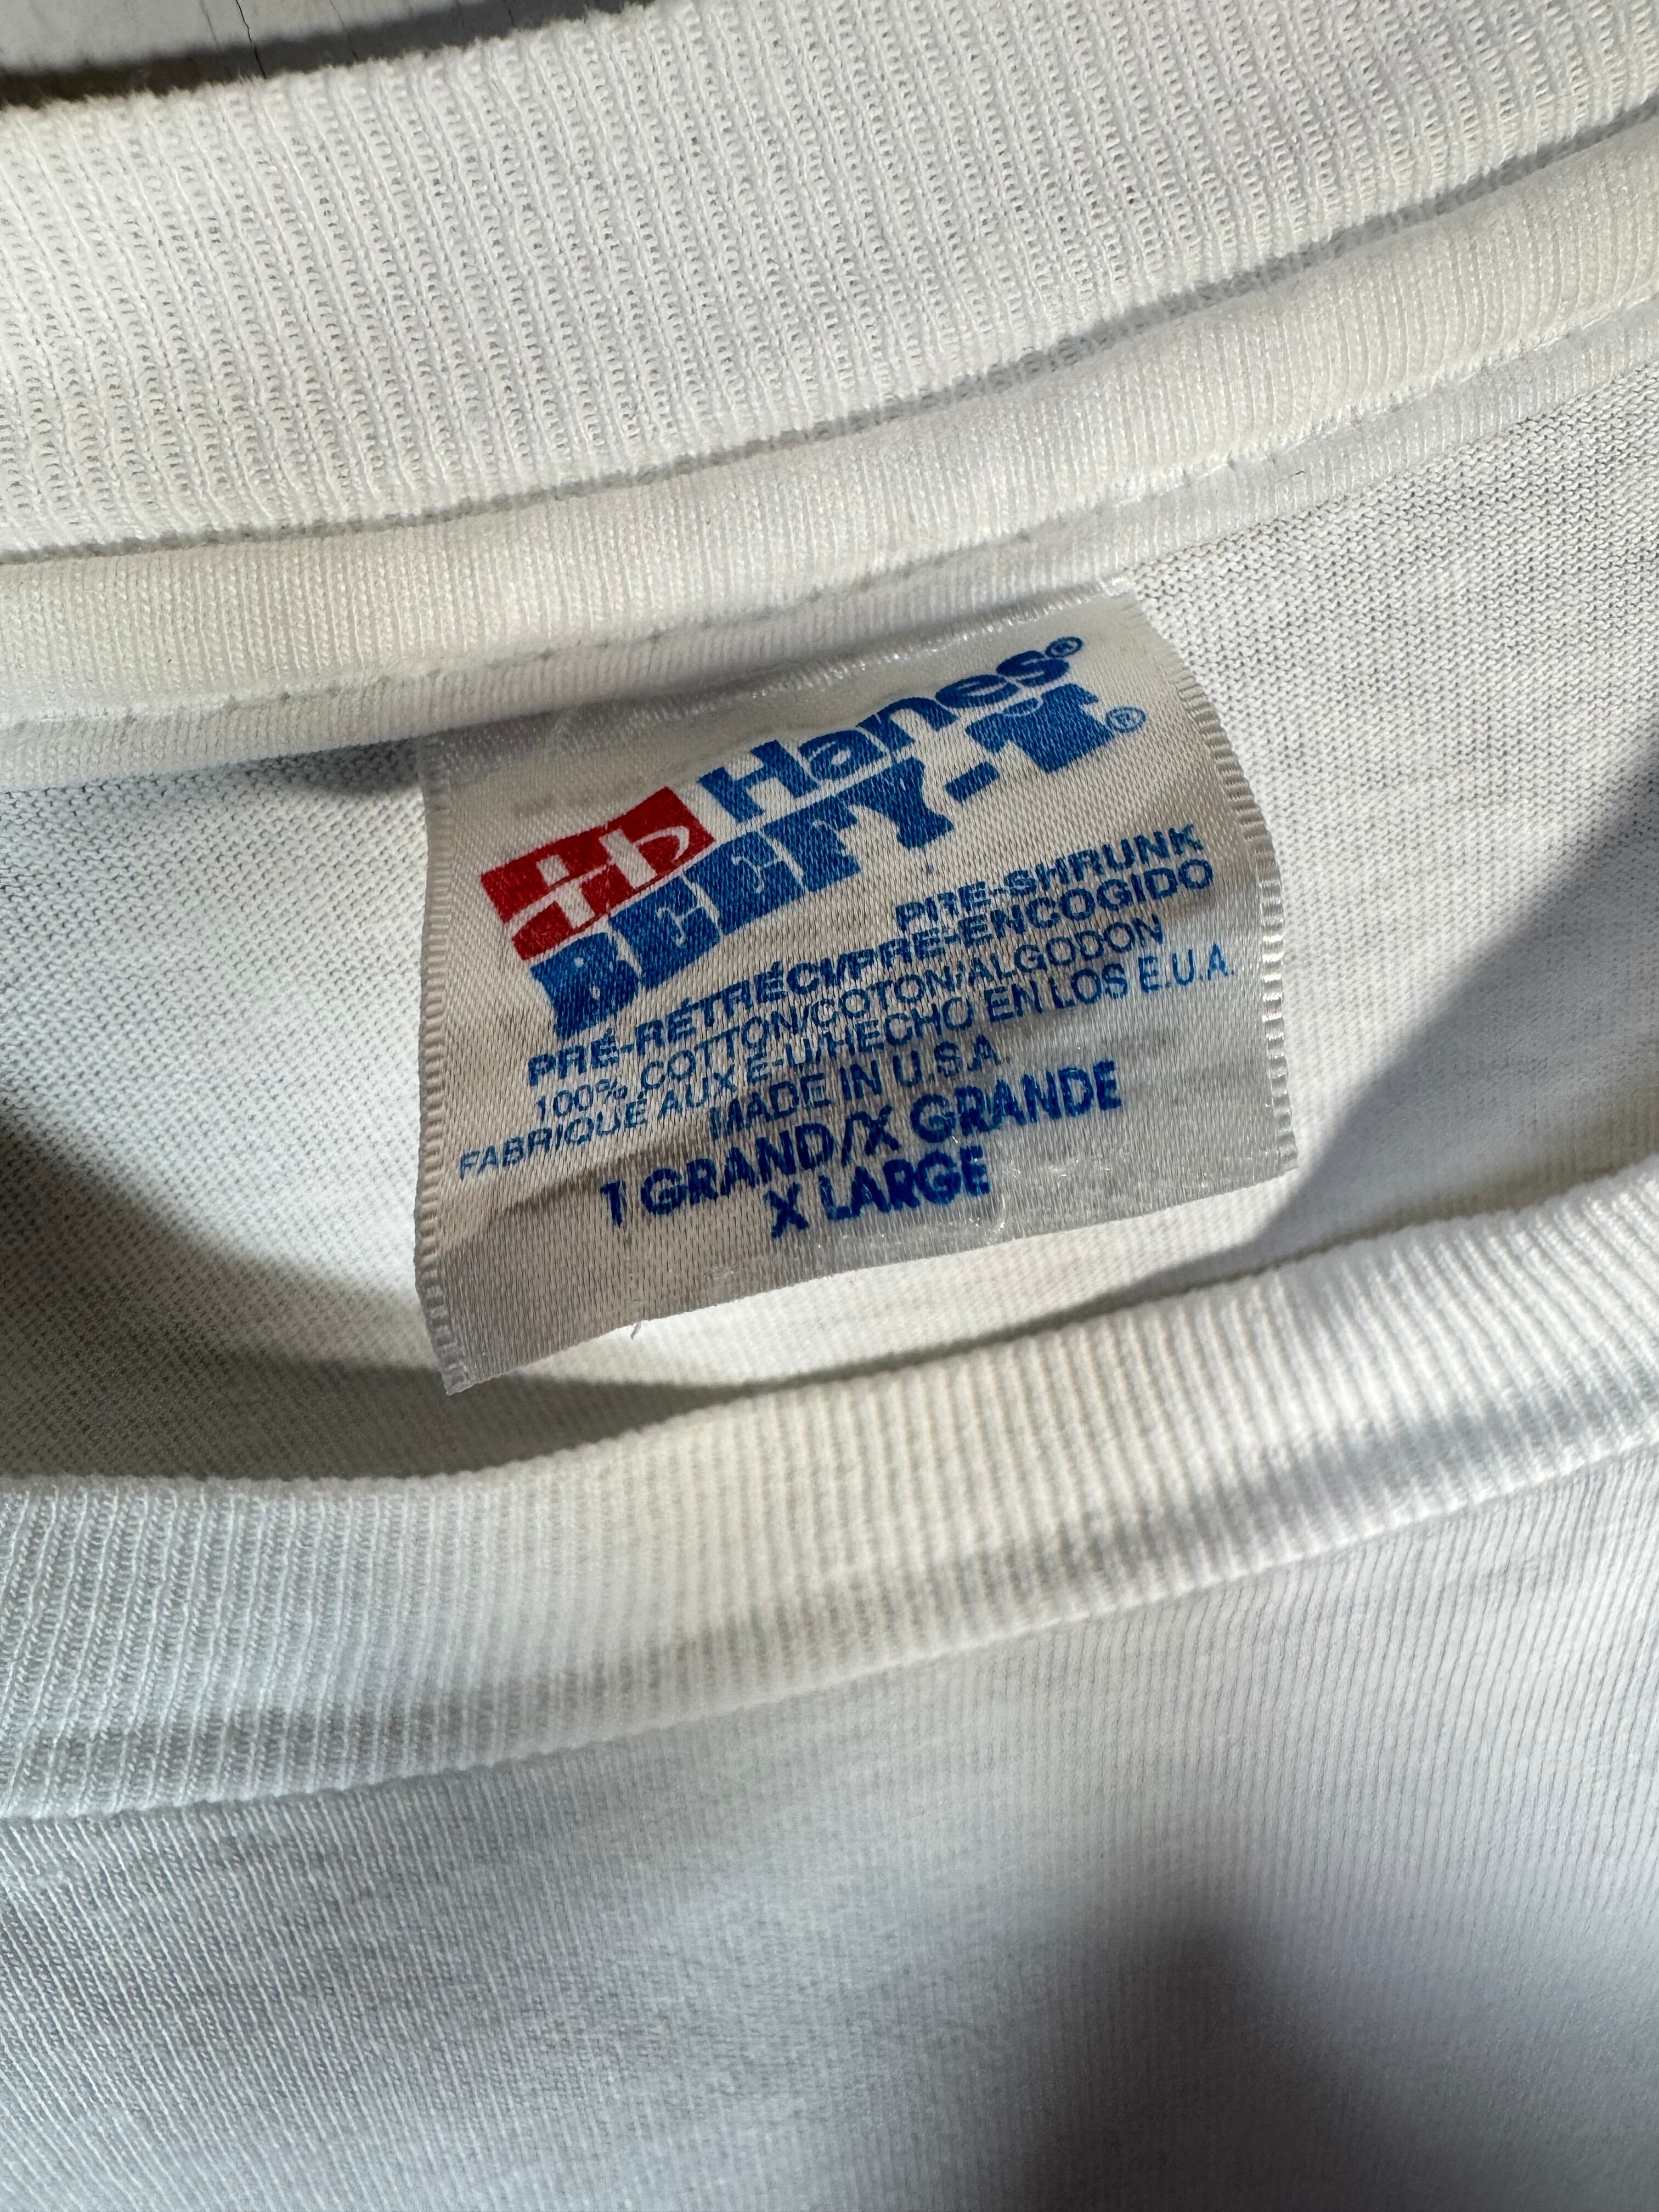 Hanes®
BEEFY-T®
PRE-SHRUNK
PRÉ-RÉTRÉCI/PRE-ENCOGIDO
100% COTTON/COTON/ALGODON
FABRIQUÉ AUX É-U/HECHO EN LOS E.U.A.
MADE IN U.S.A.
1 GRAND/X GRANDE
X LARGE